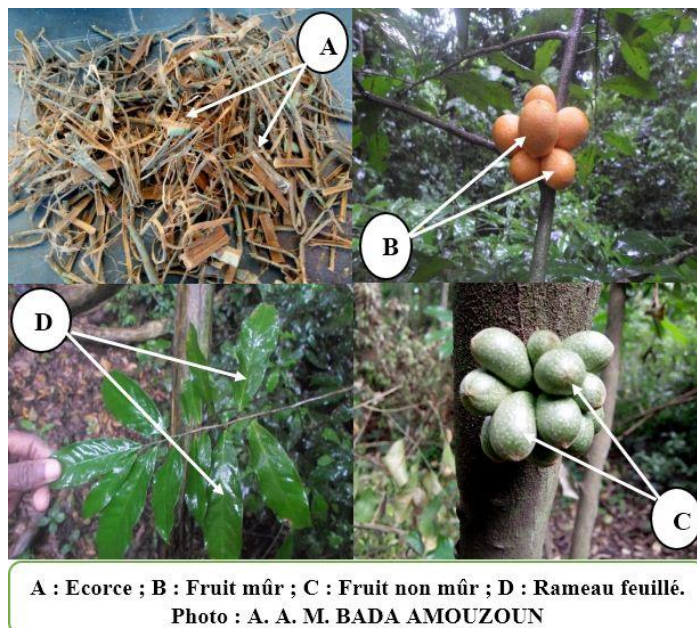 A
B
D
C
A : Ecorce ; B : Fruit mûr ; C : Fruit non mûr ; D : Rameau feuillé.
Photo : A. A. M. BADA AMOUZOUN